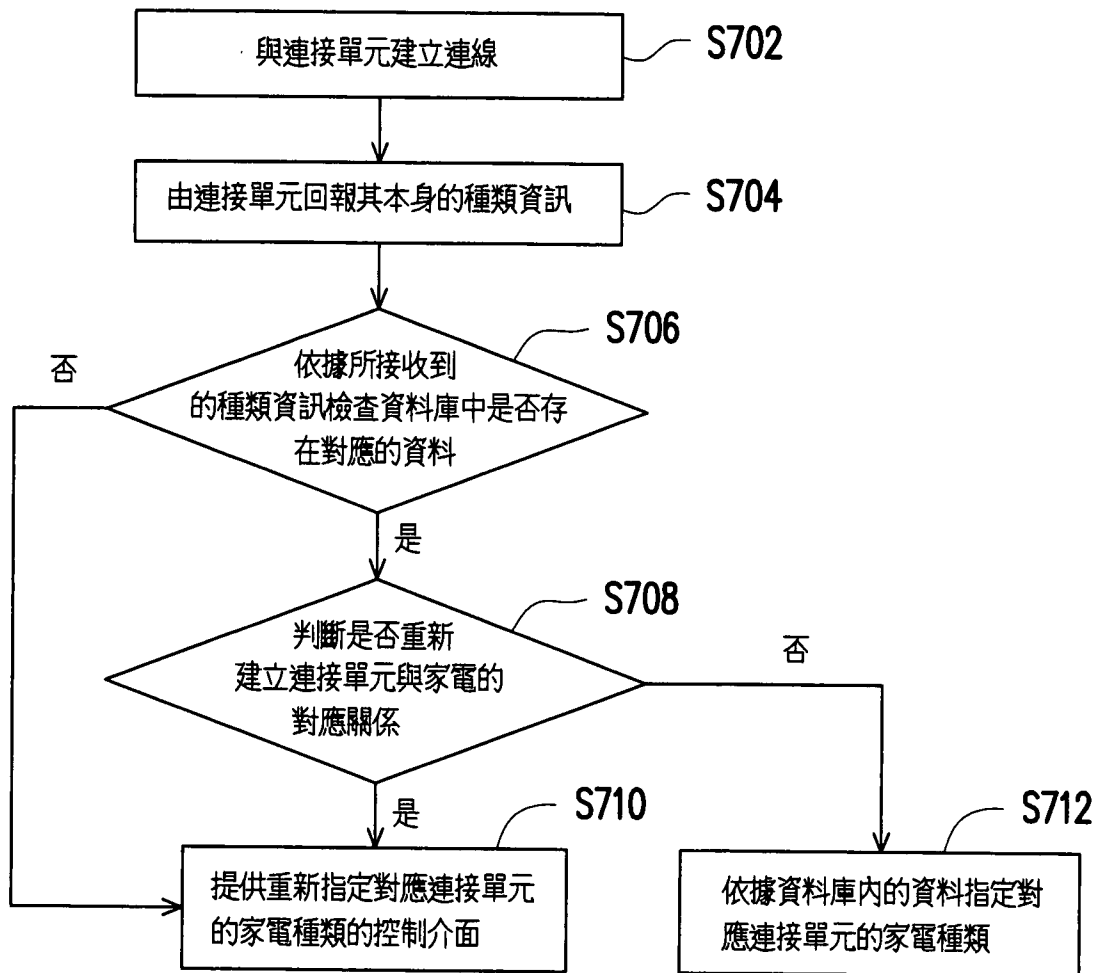 與連接單元建立連線
S702
由連接單元回報其本身的種類資訊
S704
S706
否
依據所接收到
的種類資訊檢查資料庫中是否存
在對應的資料
是
S708
判斷是否重新
建立連接單元與家電的
對應關係
否
是
S710
S712
提供重新指定對應連接單元
的家電種類的控制介面
依據資料庫內的資料指定對
應連接單元的家電種類